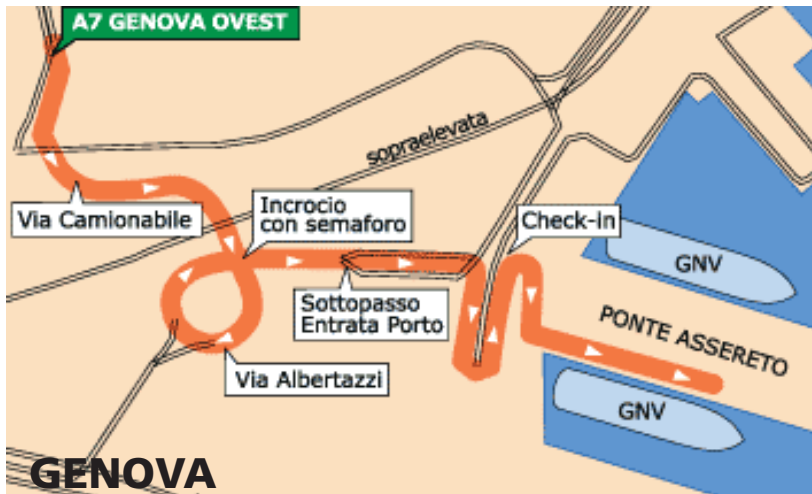 A7 GENOVA OVEST
sopraelevata
Via Camionabile
Incrocio
con semaforo
Check-in
GNV
Sottopasso
Entrata Porto
PONTE ASSERETO
Via Albertazzi
GNV
GENOVA